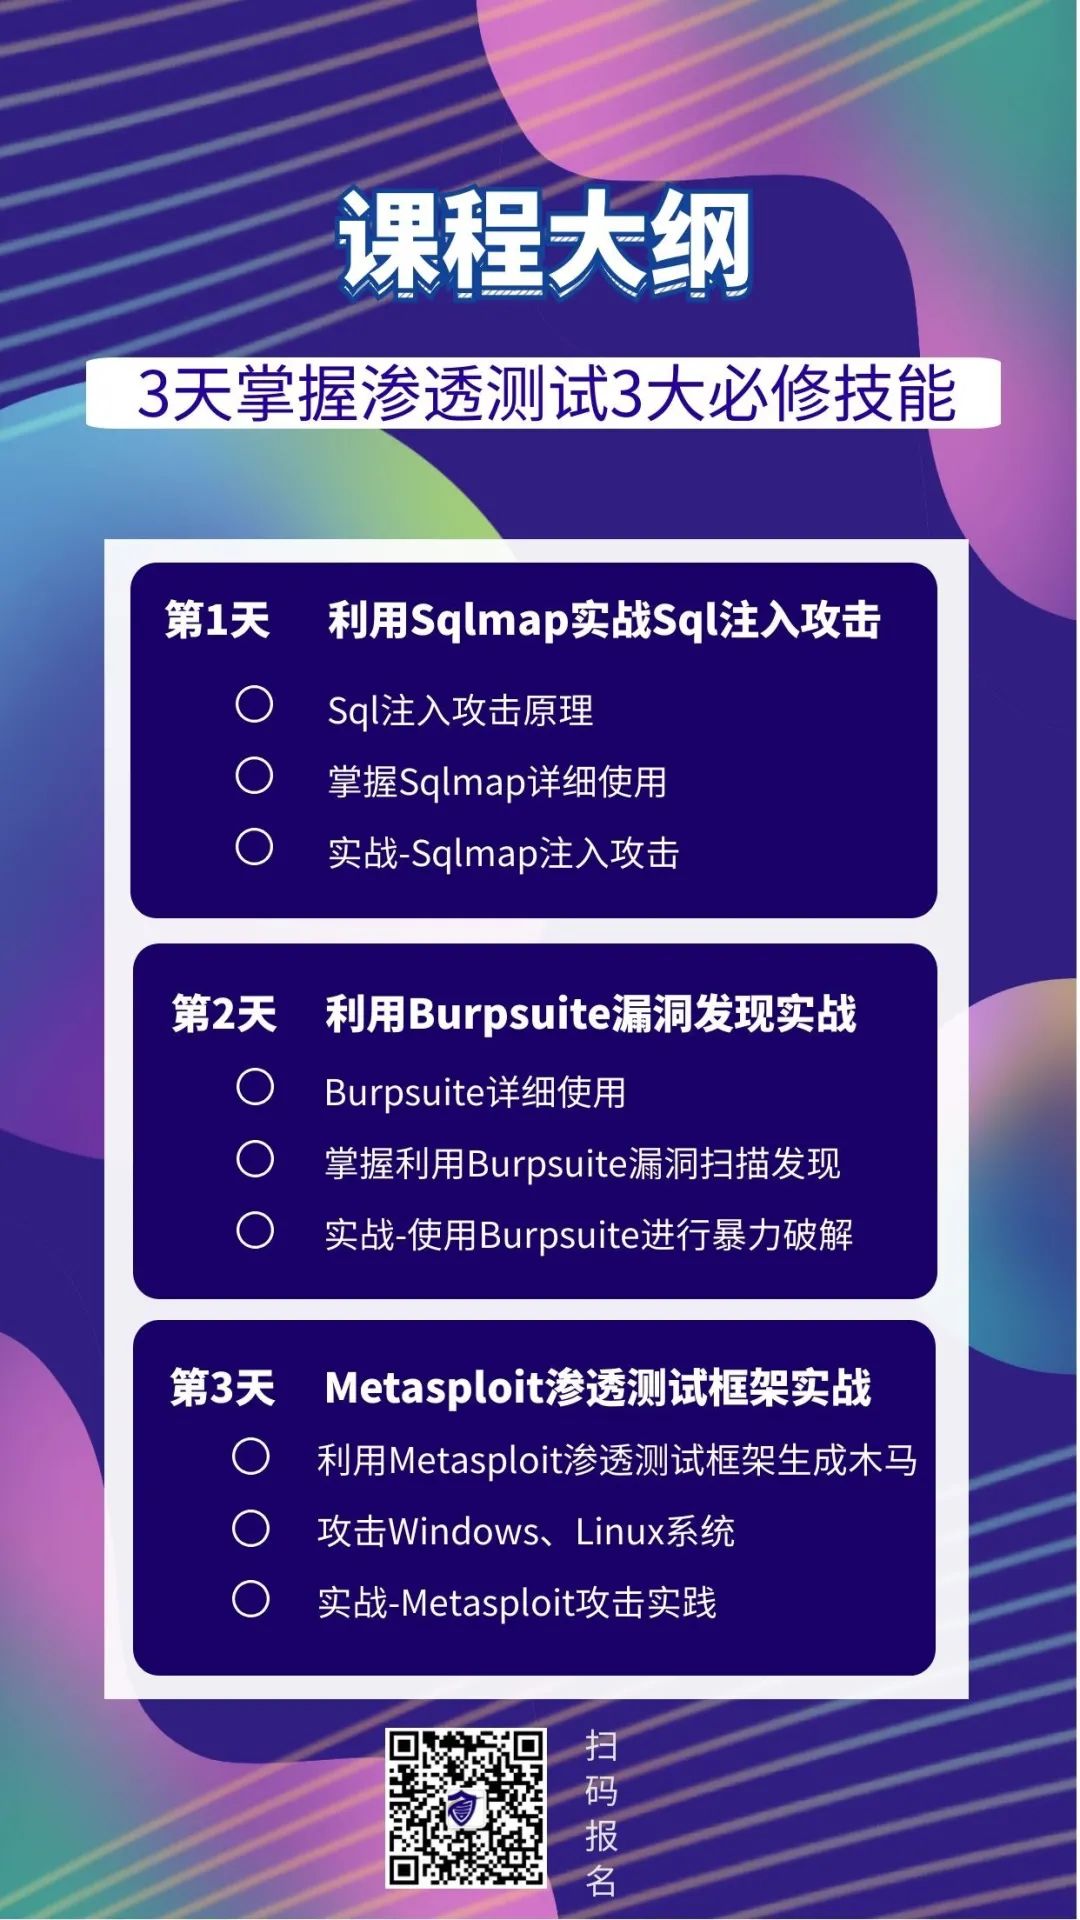 课程大纲
3天掌握渗透测试3大必修技能
第1天 利用Sqlmap实战Sql注入攻击
Sql注入攻击原理
掌握Sqlmap详细使用
实战-Sqlmap注入攻击
第2天 利用Burpsuite漏洞发现实战
Burpsuite详细使用
掌握利用Burpsuite漏洞扫描发现
实战-使用Burpsuite进行暴力破解
第3天 Metasploit渗透测试框架实战
利用Metasploit渗透测试框架生成木马
攻击Windows、Linux系统
实战-Metasploit攻击实践
扫码报名